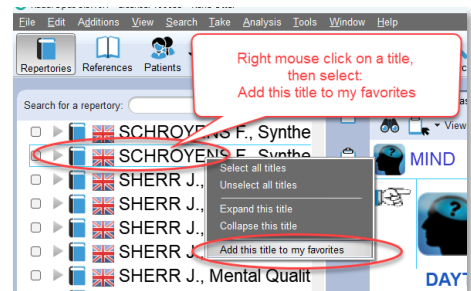 File Edit Additions View Search Take Analysis Tools Window Help
Repertories References Patients
Right mouse click on a title,
then select:
Add this title to my favorites
Search for a repertory:
View
SCHROYENS F., Synthe
SCHROYENS F., Synthe
MIND
Select all titles
Unselect all titles
SHERR J.,
Expand this title
SHERR J.,
Collapse this title
SHERR J.,
Add this title to my favorites
SHERR J.,
SHERR J., Mental Qualit
DAYT